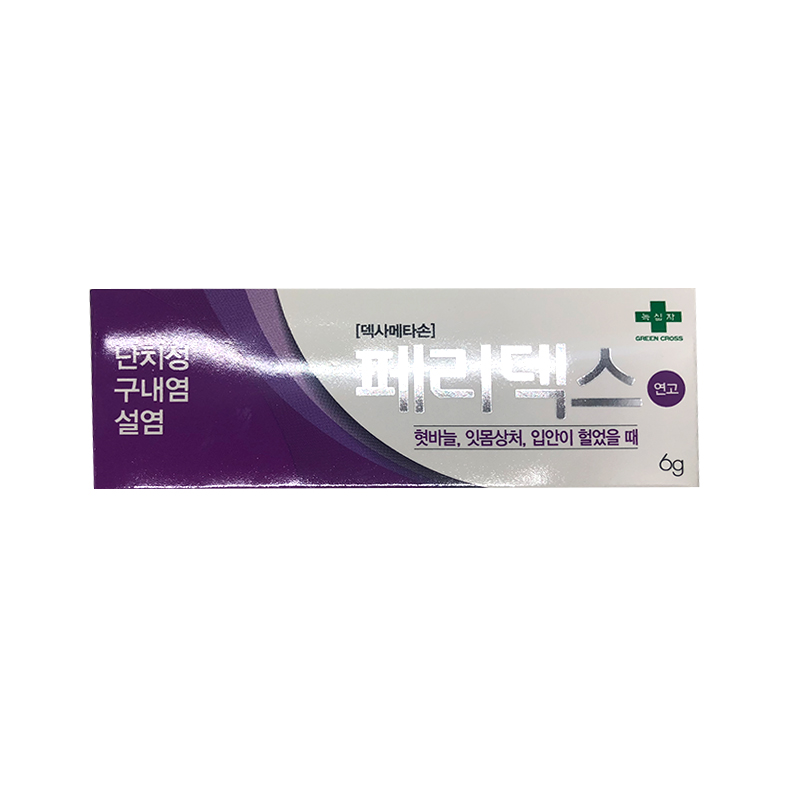 난치성
구내염
설염
[덱사메타손]
페리덱스
연고
혓바늘, 잇몸상처, 입안이 헐었을 때
녹십자
GREEN CROSS
6g